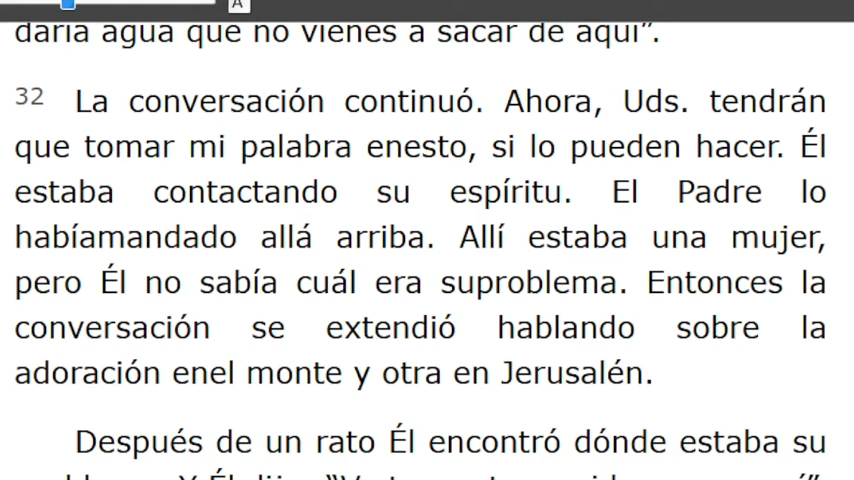 A
daría agua que no vienes a sacar de aquí”.
32 La conversación continuó. Ahora, Uds. tendrán
que tomar mi palabra enesto, si lo pueden hacer. Él
estaba contactando su espíritu. El Padre lo
habíamandado allá arriba. Allí estaba una mujer,
pero Él no sabía cuál era suproblema. Entonces la
conversación se extendió hablando sobre la
adoración enel monte y otra en Jerusalén.
Después de un rato Él encontró dónde estaba su